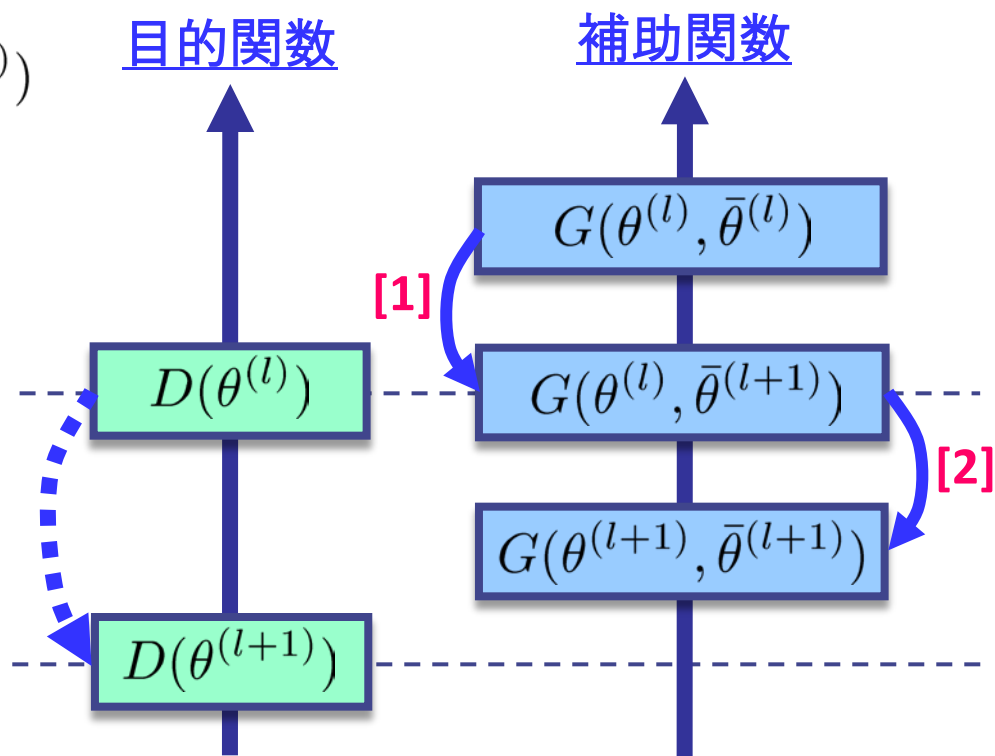 ))
目的関数
補助関数
G(θ^(l), θ̄^(l))
[1]
D(θ^(l))
G(θ^(l), θ̄^(l+1))
[2]
G(θ^(l+1), θ̄^(l+1))
D(θ^(l+1))